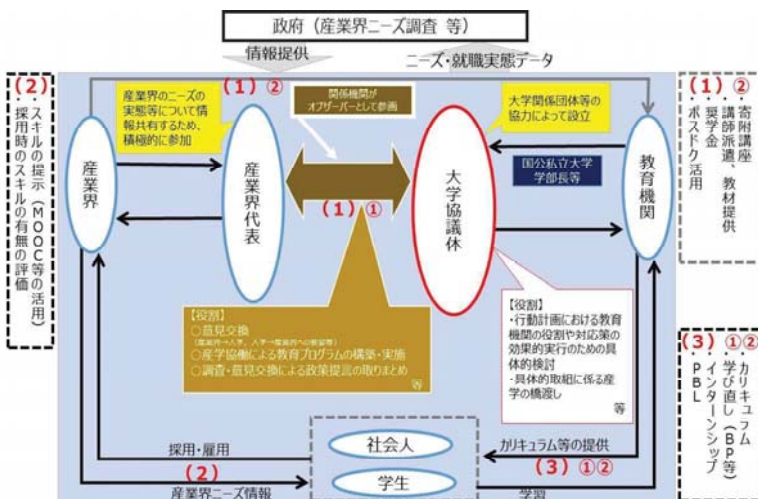 政府（産業界ニーズ調査 等）
情報提供
ニーズ・就職実態データ
（2）
・スキルの提示（MOOC等の活用）
・採用時のスキルの有無の評価
産業界のニーズの
実態等について情
報共有するため、
積極的に参加
（1）②
関係機関が
オブザーバーとして参画
大学関係団体等の
協力によって設立
国公私立大学
学部長等
産業界
産業界代表
（1）①
大学協議休
教育機関
（1）②
・寄附講座
・講師派遣、教材提供
・奨学金
・ポスドク活用
【役割】
○意見交換
○産学協働による教育プログラムの構築・実施
○調査・意見交換による政策提言の取りまとめ
等
【役割】
・行動計画における教育
機関の役割や対応策の
効果的実行のための具
体的検討
・具体的取組に係る産
学の橋渡し
等
（3）①②
・カリキュラム
・学び直し（BP等）
・インターンシップ
・PBL
採用・雇用
（2）
産業界ニーズ情報
社会人
学生
カリキュラム等の提供
（3）①②
学習